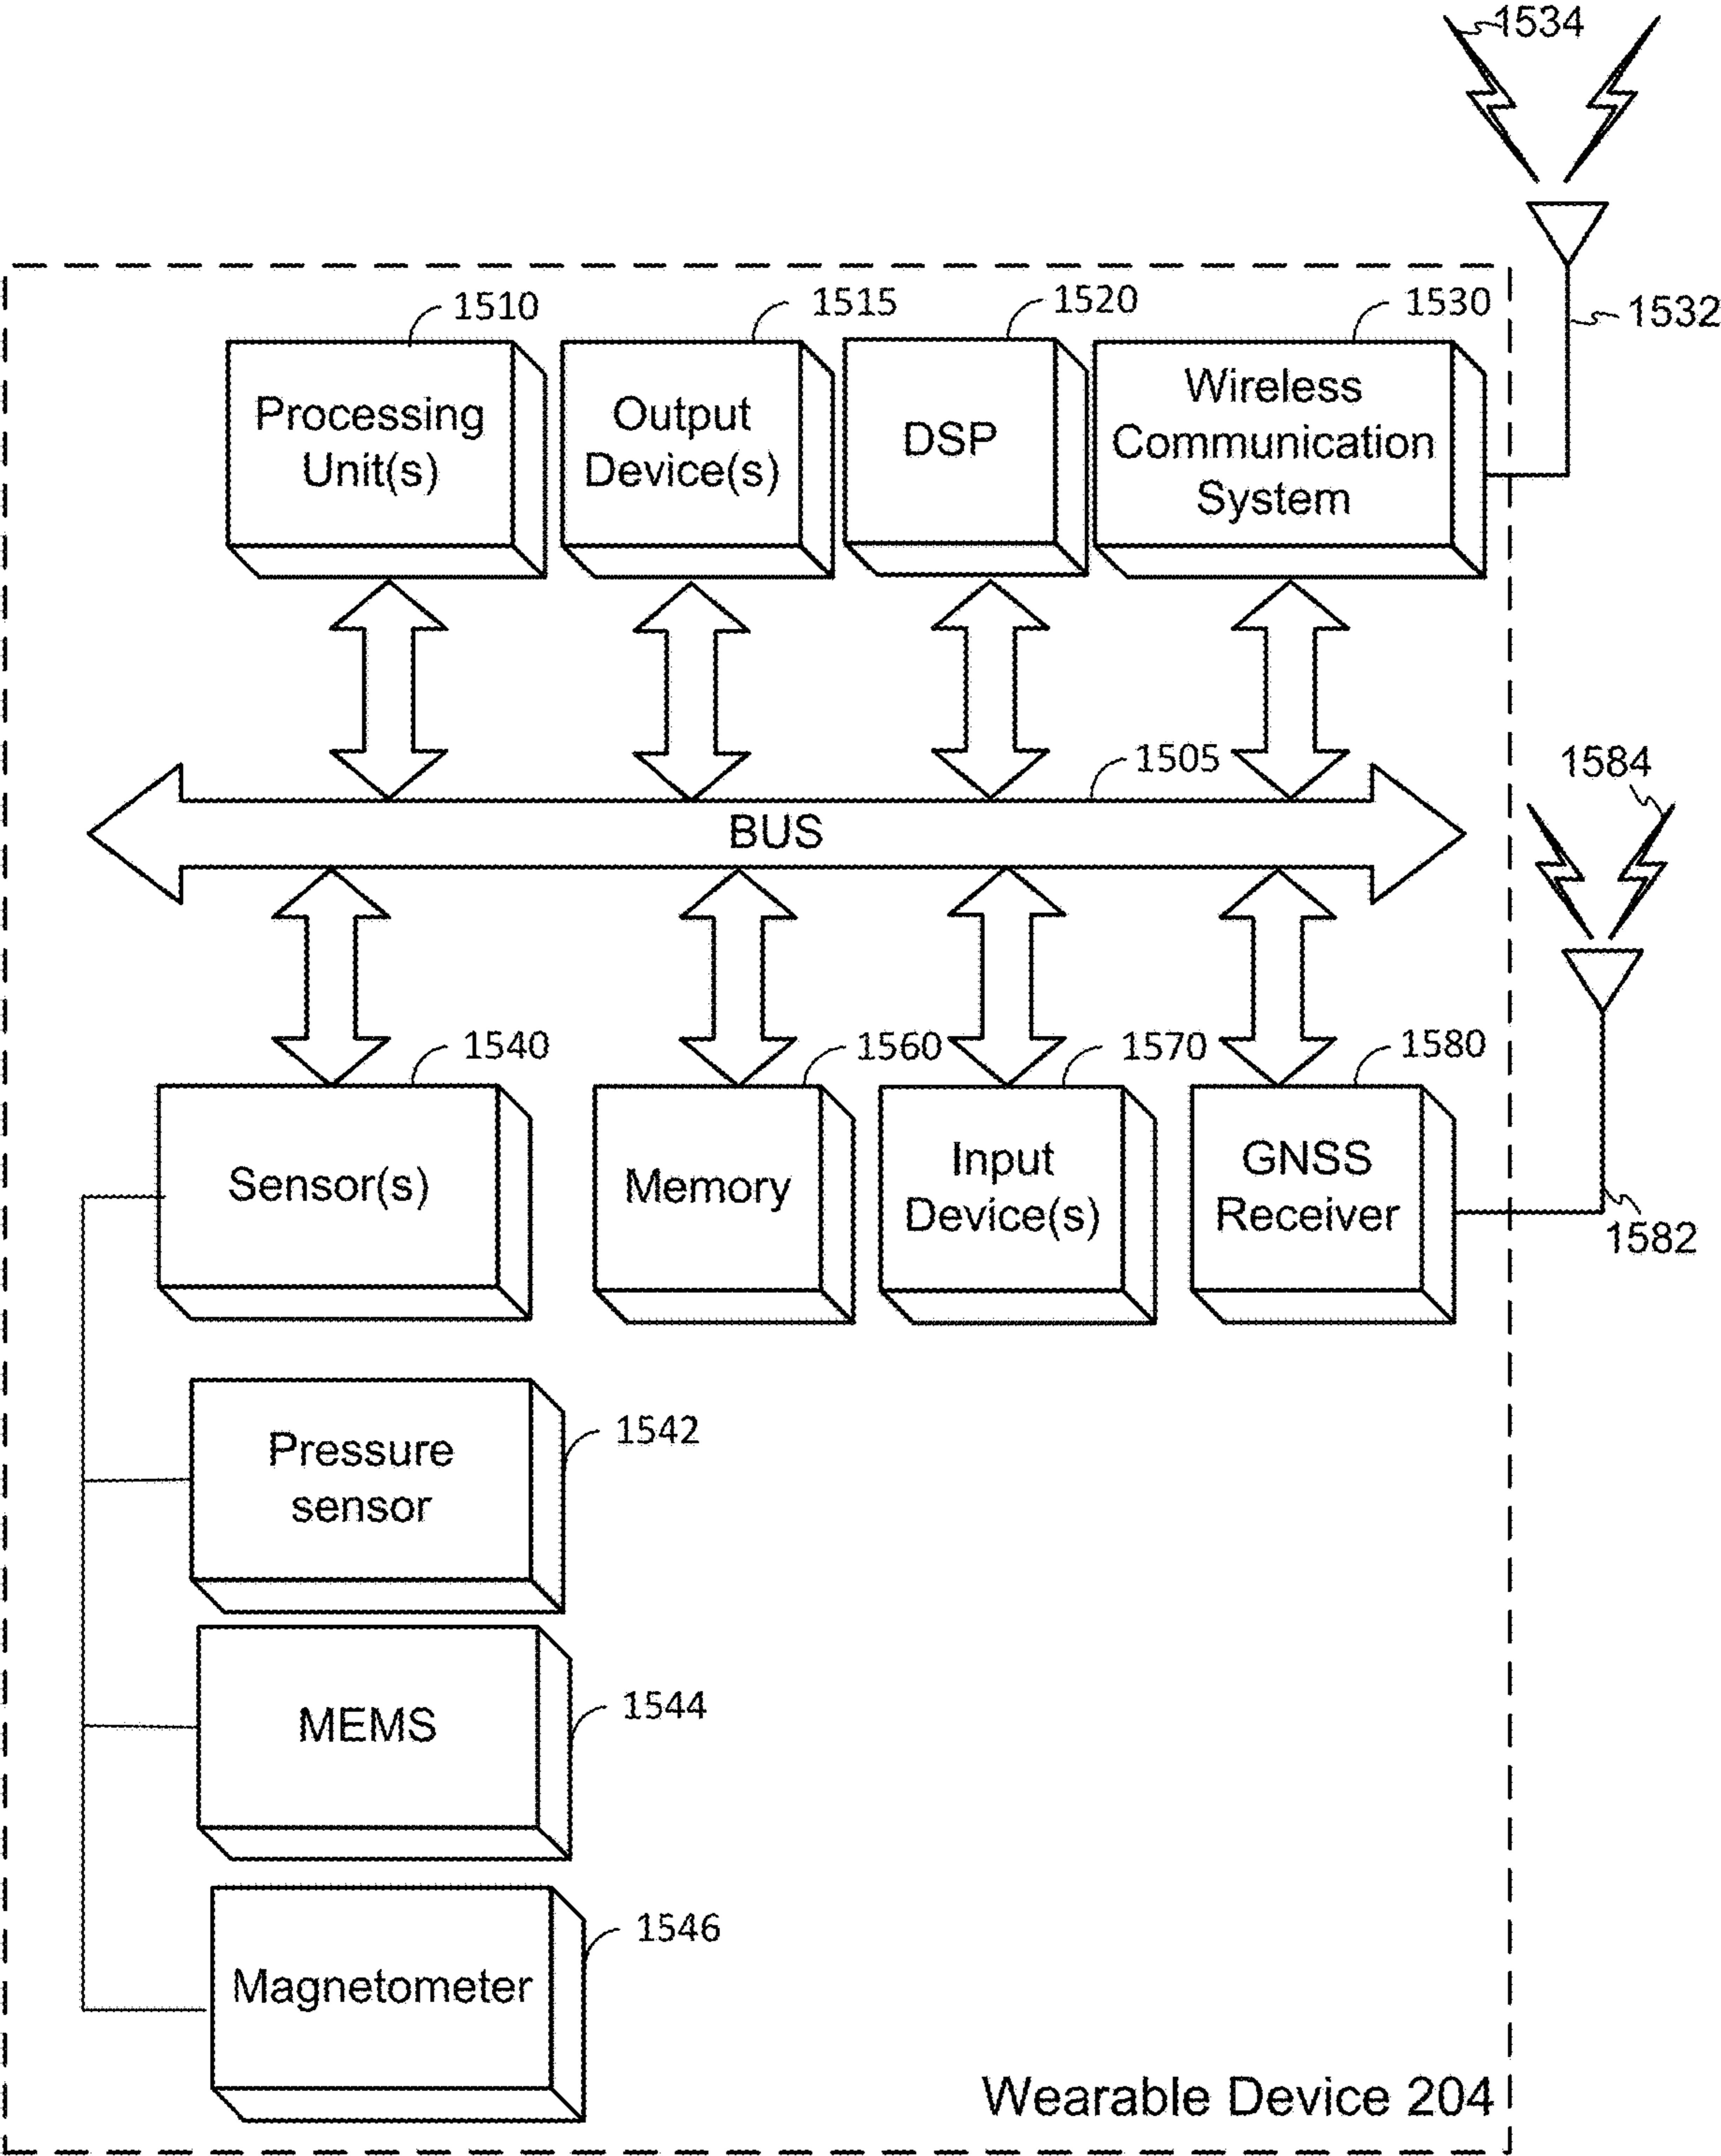 1534
1532
1510
1515
1520
1530
Processing
Unit(s)
Output
Device(s)
DSP
Wireless
Communication
System
1505
BUS
1584
1582
1540
1560
1570
1580
Sensor(s)
Memory
Input
Device(s)
GNSS
Receiver
Pressure
sensor
1542
MEMS
1544
Magnetometer
1546
Wearable Device 204